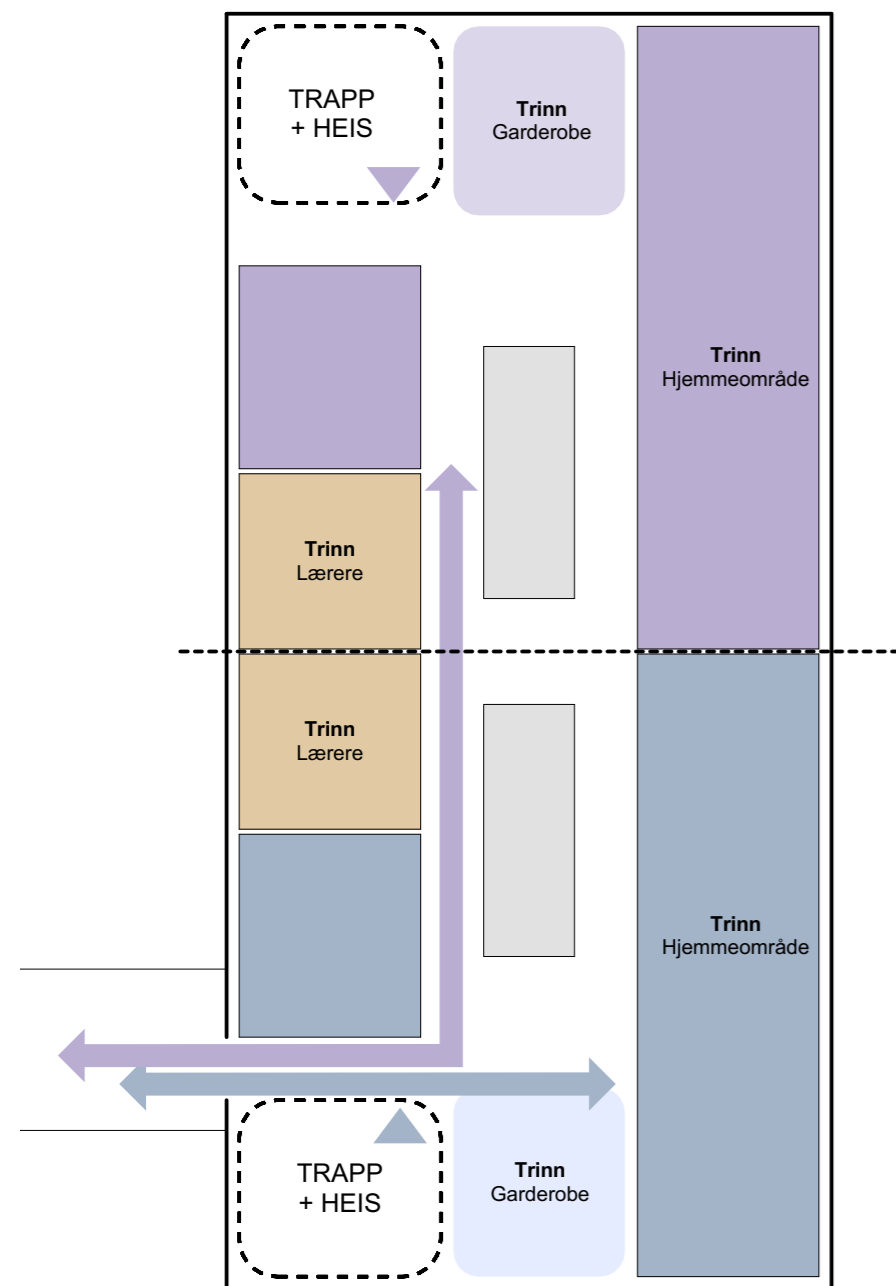 TRAPP
+ HEIS
Trinn
Garderobe
Trinn
Hjemmeområde
Trinn
Lærere
Trinn
Lærere
Trinn
Hjemmeområde
TRAPP
+ HEIS
Trinn
Garderobe